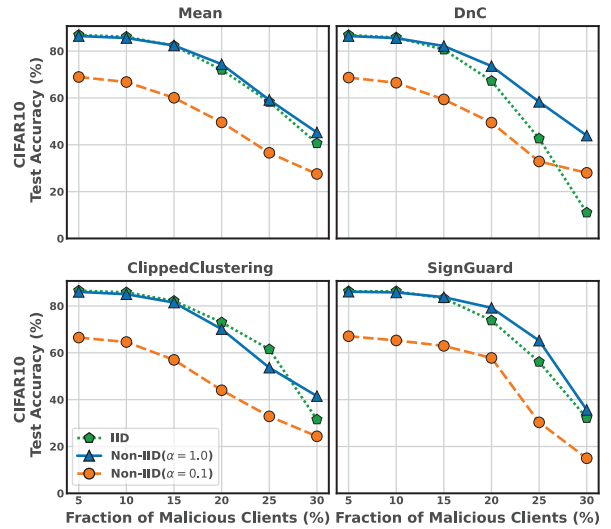 Mean
DnC
CIFAR10
Test Accuracy (%)
80
60
40
20
0
ClippedClustering
SignGuard
CIFAR10
Test Accuracy (%)
80
60
40
20
0
IID
Non-IID(α = 1.0)
Non-IID(α = 0.1)
5 10 15 20 25 30
5 10 15 20 25 30
Fraction of Malicious Clients (%)
Fraction of Malicious Clients (%)